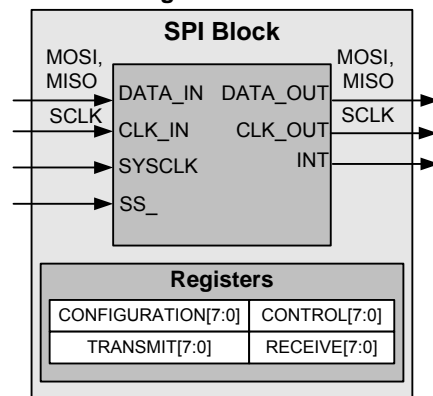 SPI Block
MOSI,
MISO
MOSI,
MISO
DATA_IN DATA_OUT
SCLK
SCLK
CLK_IN CLK_OUT
SYSCLK INT
SS_
Registers
CONFIGURATION[7:0] CONTROL[7:0]
TRANSMIT[7:0] RECEIVE[7:0]